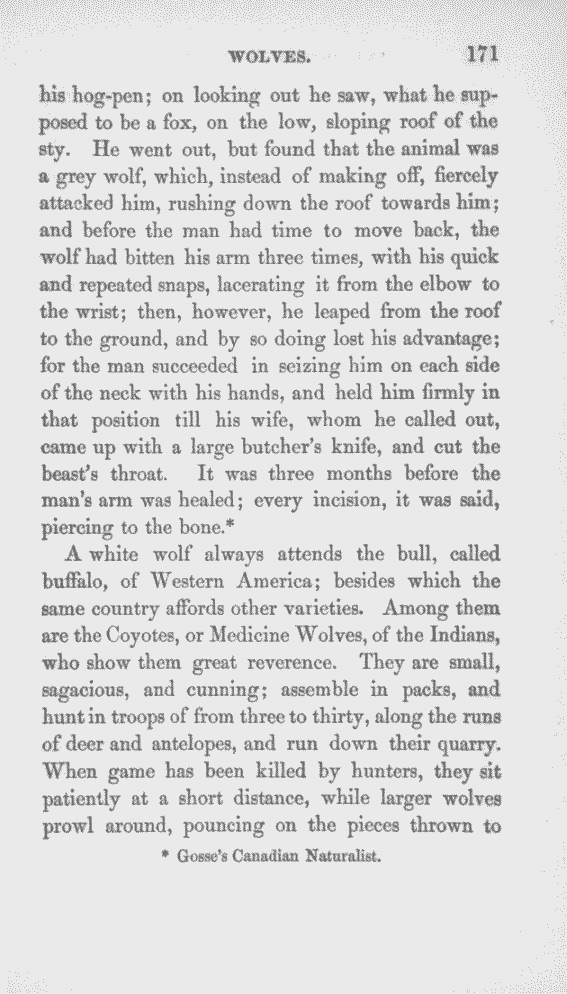 WOLVES. 171
his hog-pen; on looking out he saw, what he sup-
posed to be a fox, on the low, sloping roof of the
sty. He went out, but found that the animal was
a grey wolf, which, instead of making off, fiercely
attacked him, rushing down the roof towards him;
and before the man had time to move back, the
wolf had bitten his arm three times, with his quick
and repeated snaps, lacerating it from the elbow to
the wrist; then, however, he leaped from the roof
to the ground, and by so doing lost his advantage;
for the man succeeded in seizing him on each side
of the neck with his hands, and held him firmly in
that position till his wife, whom he called out,
came up with a large butcher's knife, and cut the
beast's throat. It was three months before the
man's arm was healed; every incision, it was said,
piercing to the bone.*
A white wolf always attends the bull, called
buffalo, of Western America; besides which the
same country affords other varieties. Among them
are the Coyotes, or Medicine Wolves, of the Indians,
who show them great reverence. They are small,
sagacious, and cunning; assemble in packs, and
hunt in troops of from three to thirty, along the runs
of deer and antelopes, and run down their quarry.
When game has been killed by hunters, they sit
patiently at a short distance, while larger wolves
prowl around, pouncing on the pieces thrown to
* Gosse's Canadian Naturalist.